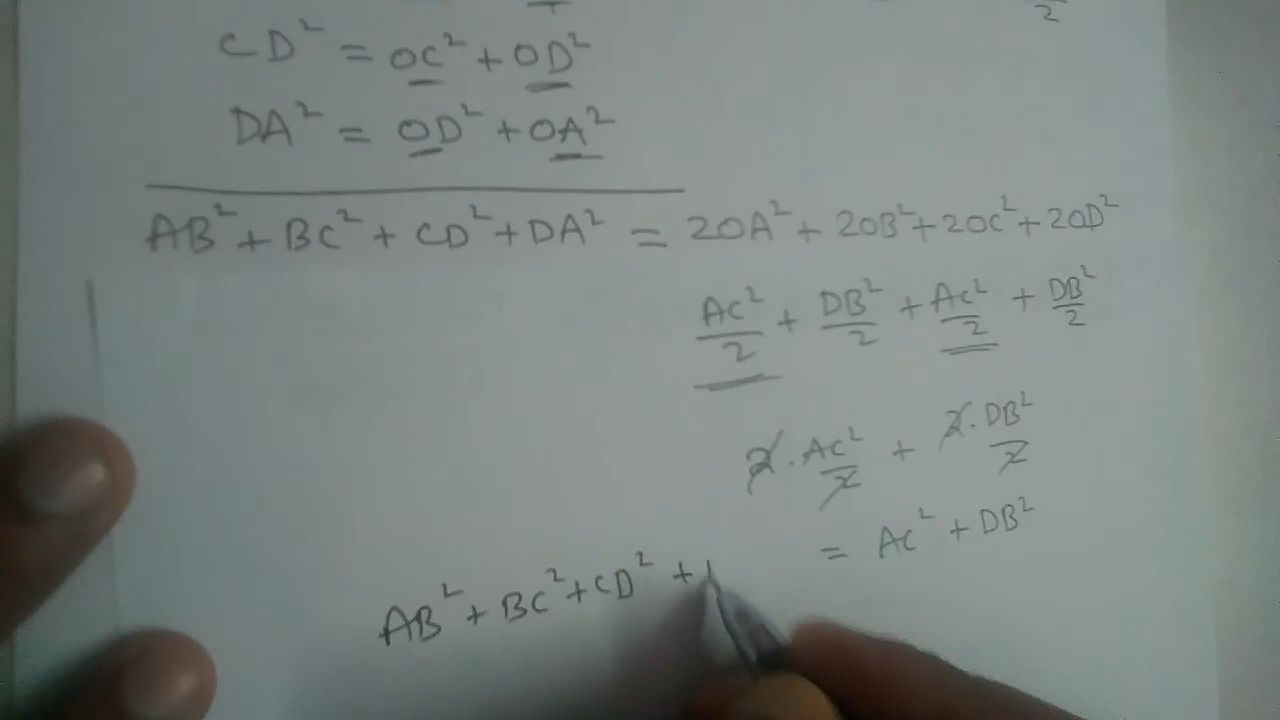 2
CD² = OC² + OD²
DA² = OD² + OA²
AB² + BC² + CD² + DA² = 2OA² + 2OB² + 2OC² + 2OD²
AC²/2 + DB²/2 + AC²/2 + DB²/2
2. AC²/2 + 2. DB²/2
= AC² + DB²
AB² + BC² + CD² +